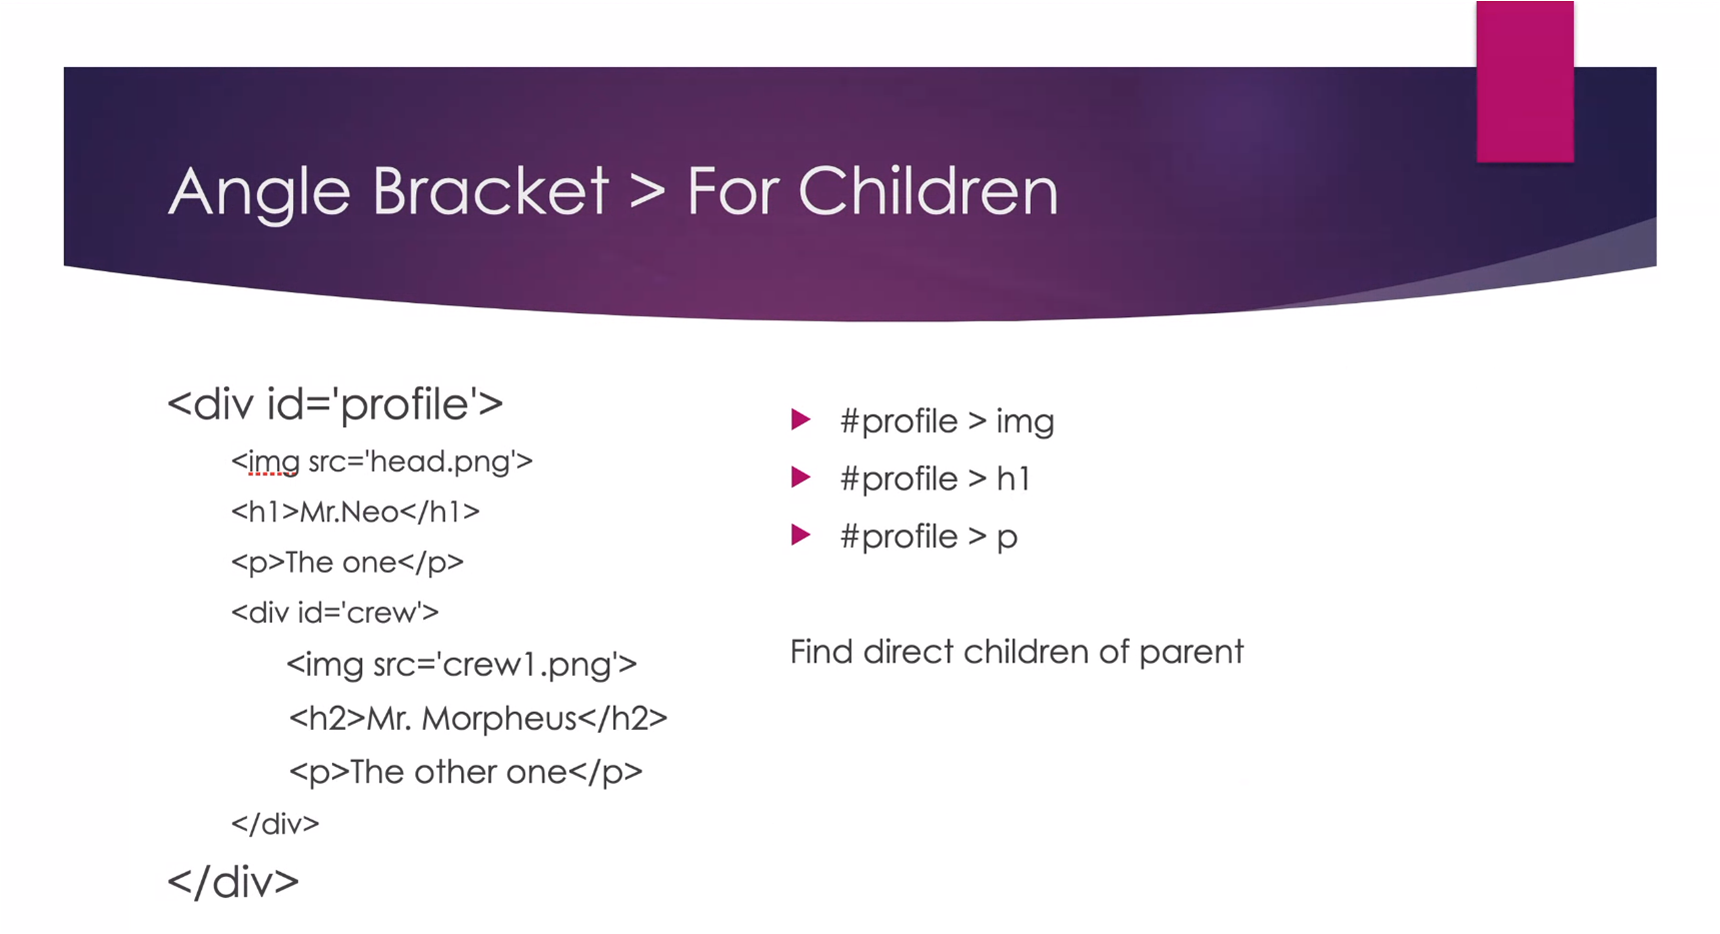 Angle Bracket > For Children
<div id='profile'>
<img src='head.png'>
<h1>Mr.Neo</h1>
<p>The one</p>
<div id='crew'>
<img src='crew1.png'>
<h2>Mr. Morpheus</h2>
<p>The other one</p>
</div>
</div>
#profile > img
#profile > h1
#profile > p
Find direct children of parent